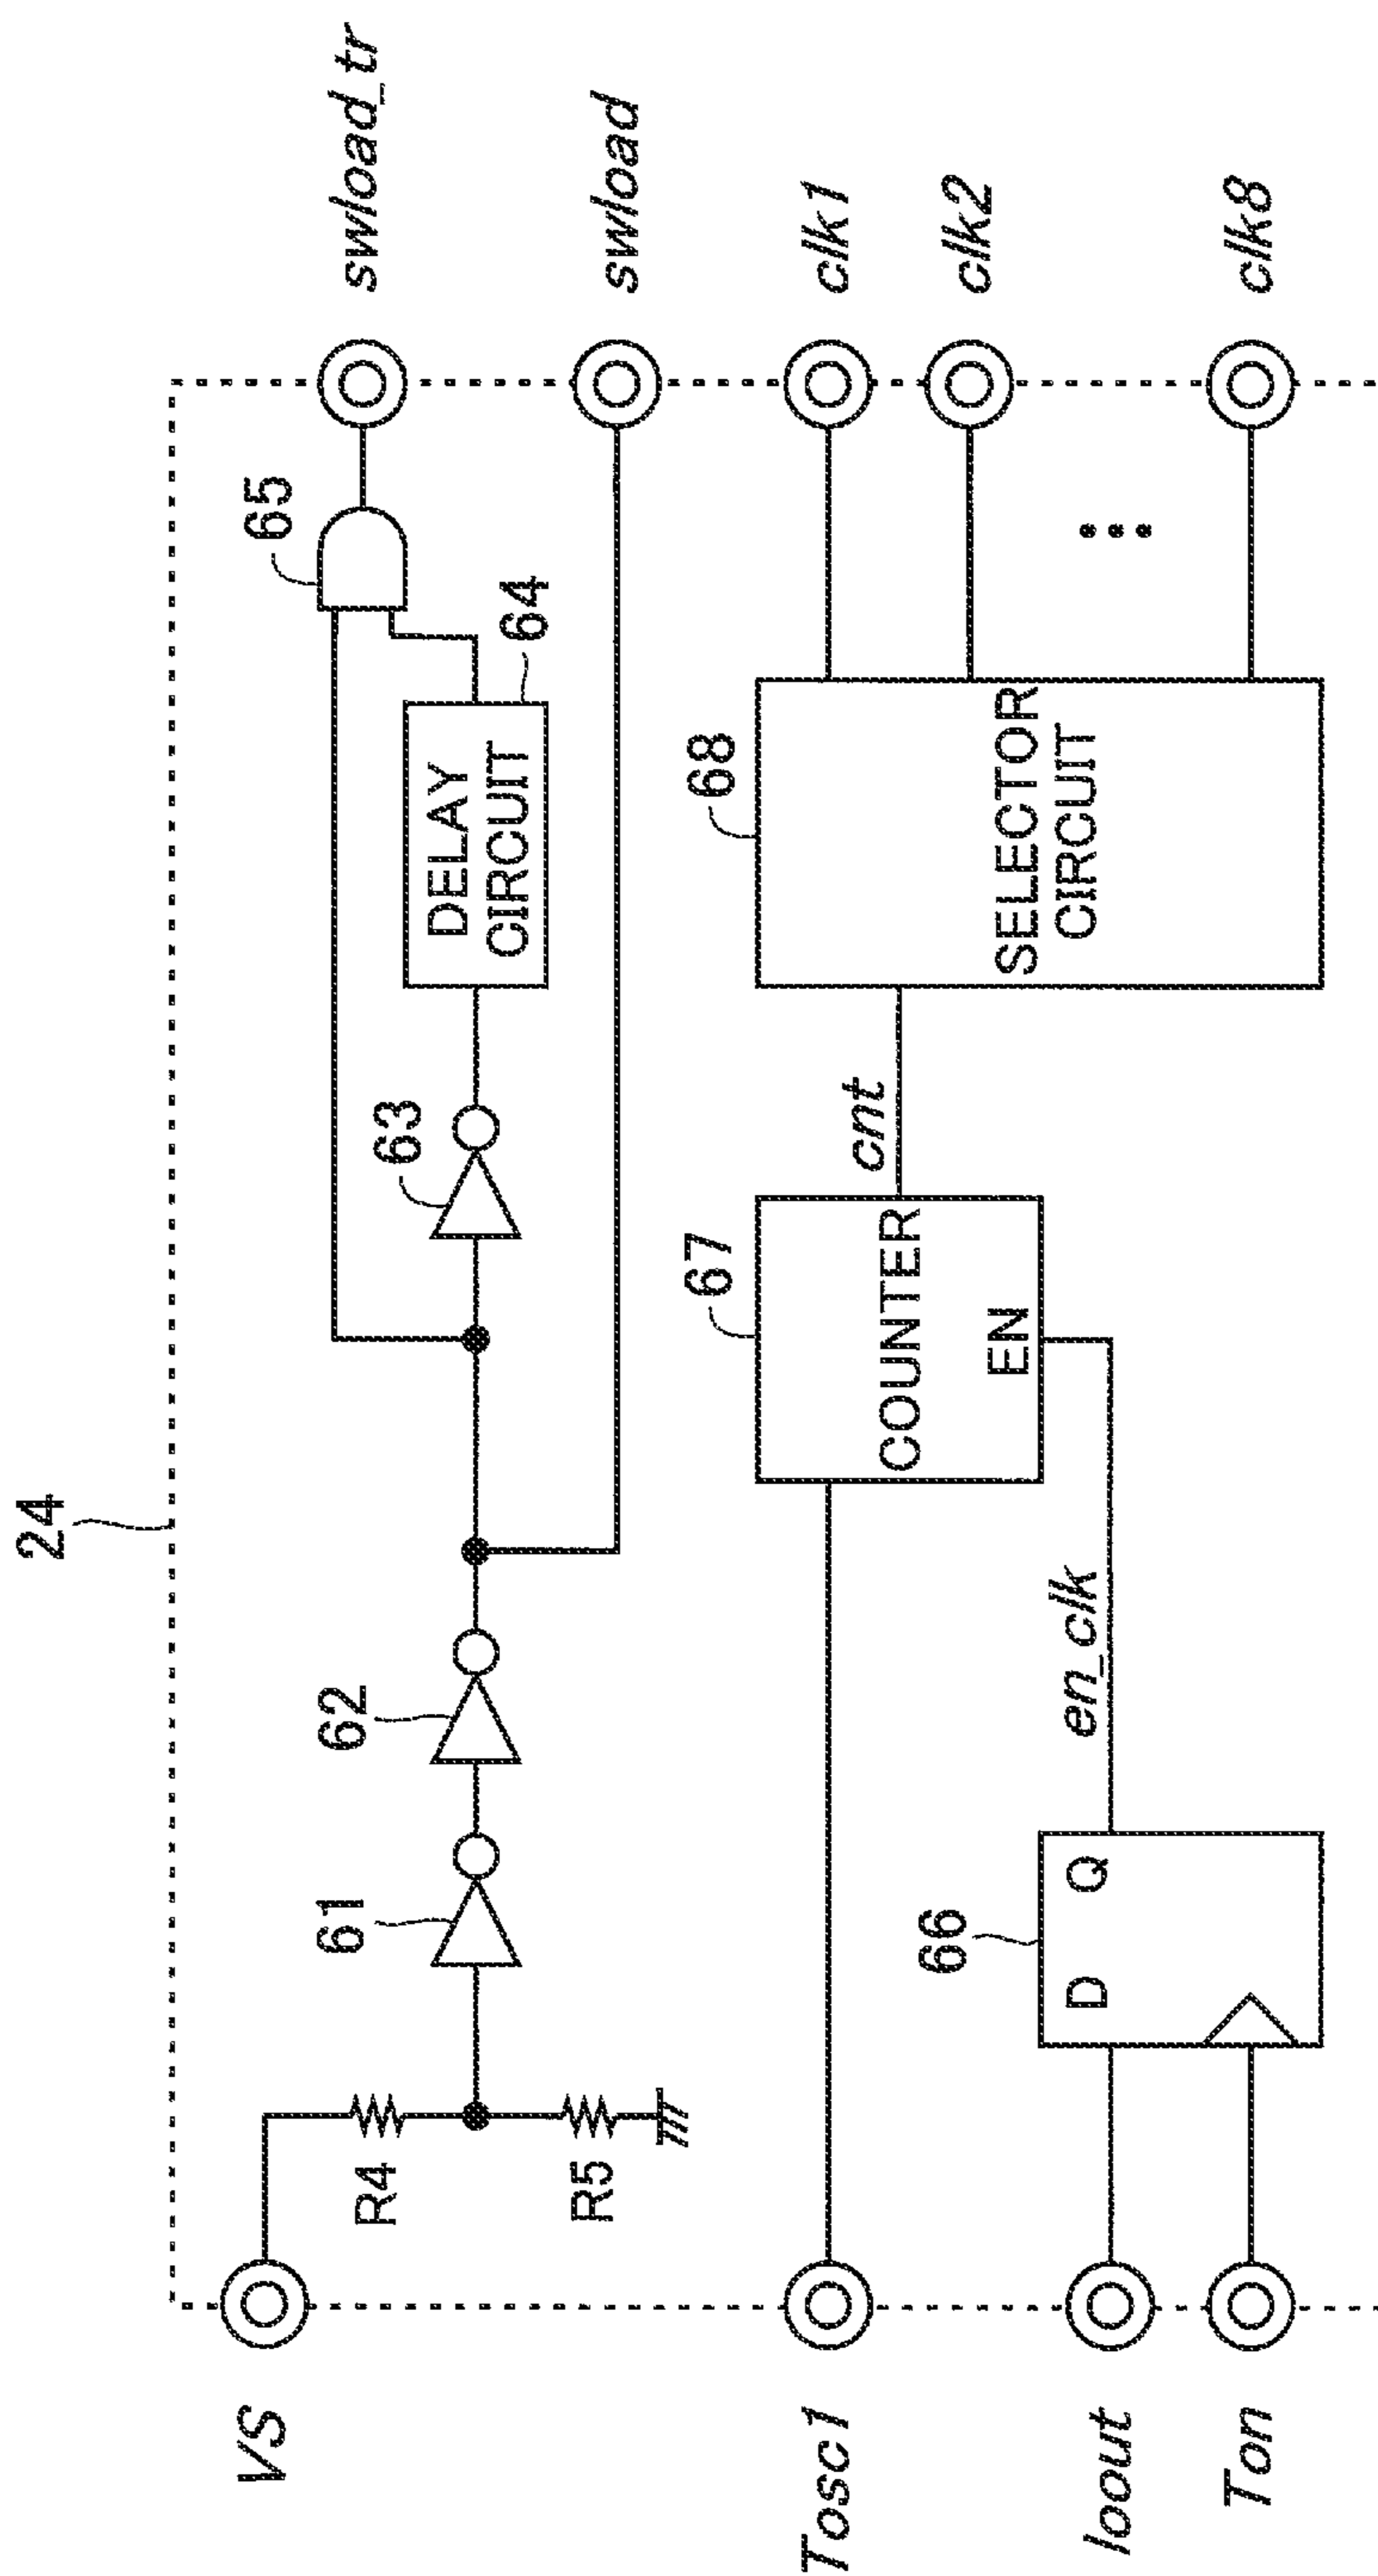 24
VS
R4
R5
61
62
63
DELAY
CIRCUIT
64
65
swload_tr
swload
Tosc1
loout
Ton
66
D
Q
en_clk
67
COUNTER
EN
cnt
68
SELECTOR
CIRCUIT
clk1
clk2
...
clk8